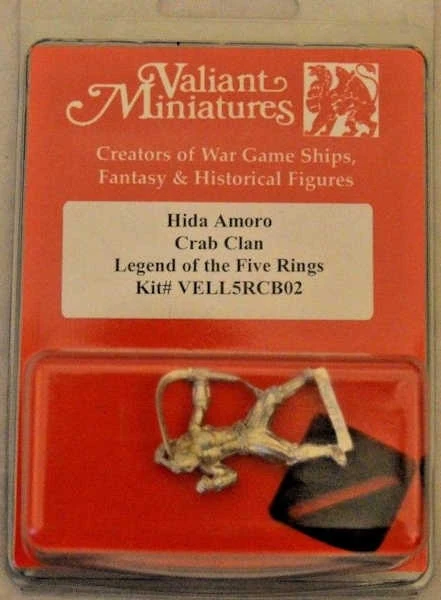 Valiant
Miniatures
Creators of War Game Ships,
Fantasy & Historical Figures
Hida Amoro
Crab Clan
Legend of the Five Rings
Kit# VELL5RCB02